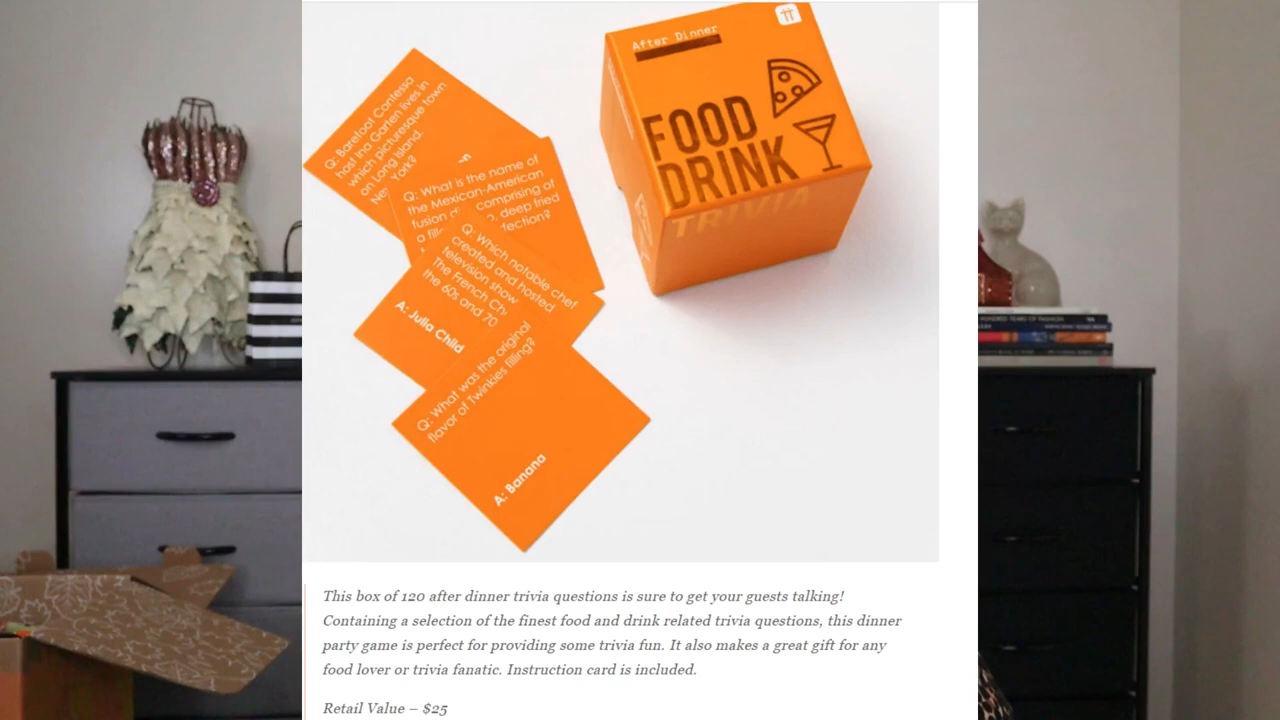 After Dinner
FOOD
DRINK
TRIVIA
Q: Barefoot Contessa
host Ina Garten lives in
which picturesque town
on Long Island,
New York?
Q: What is the name of
the Mexican-American
fusion comprising of
a deep fried
Q: Which notable chef
created and hosted
television show
The French
the 60s and 70
A: Julia Child
Q: What was the original
flavor of Twinkies filling?
A: Banana
This box of 120 after dinner trivia questions is sure to get your guests talking!
Containing a selection of the finest food and drink related trivia questions, this dinner
party game is perfect for providing some trivia fun. It also makes a great gift for any
food lover or trivia fanatic. Instruction card is included.
Retail Value – $25
HUNDRED YEARS OF FASHION